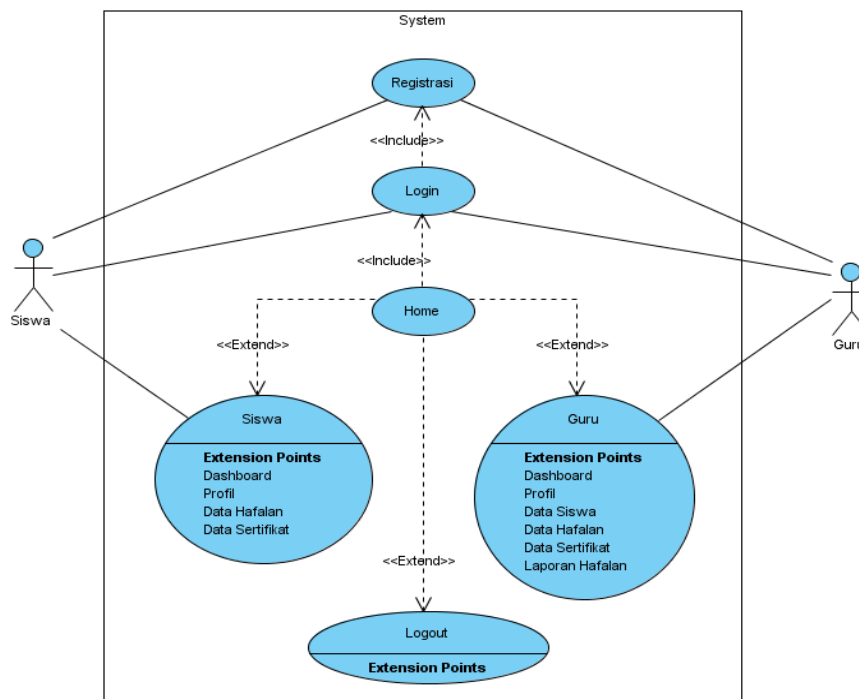 System
Registrasi
<<Include>>
Login
<<Include>>
Siswa
Home
Guru
<<Extend>>
<<Extend>>
Siswa
Extension Points
Dashboard
Profil
Data Hafalan
Data Sertifikat
Guru
Extension Points
Dashboard
Profil
Data Siswa
Data Hafalan
Data Sertifikat
Laporan Hafalan
<<Extend>>
Logout
Extension Points